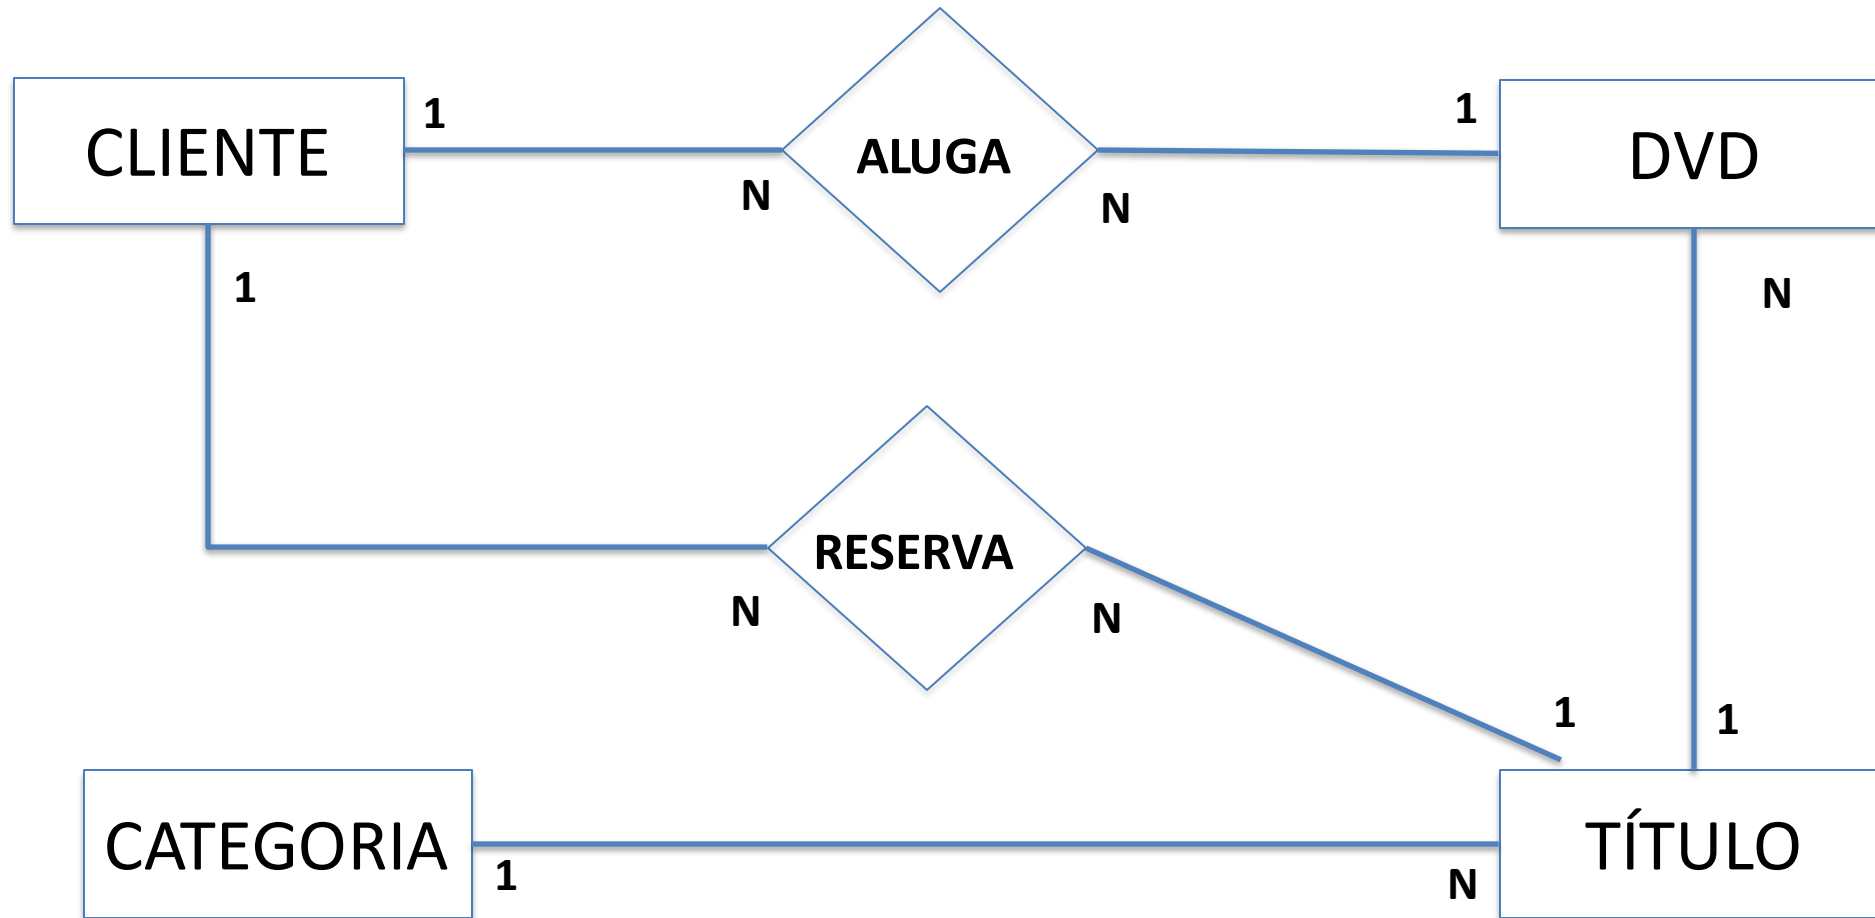 CLIENTE
1
N
ALUGA
N
1
DVD
1
N
N
RESERVA
N
1
1
CATEGORIA
1
N
TÍTULO